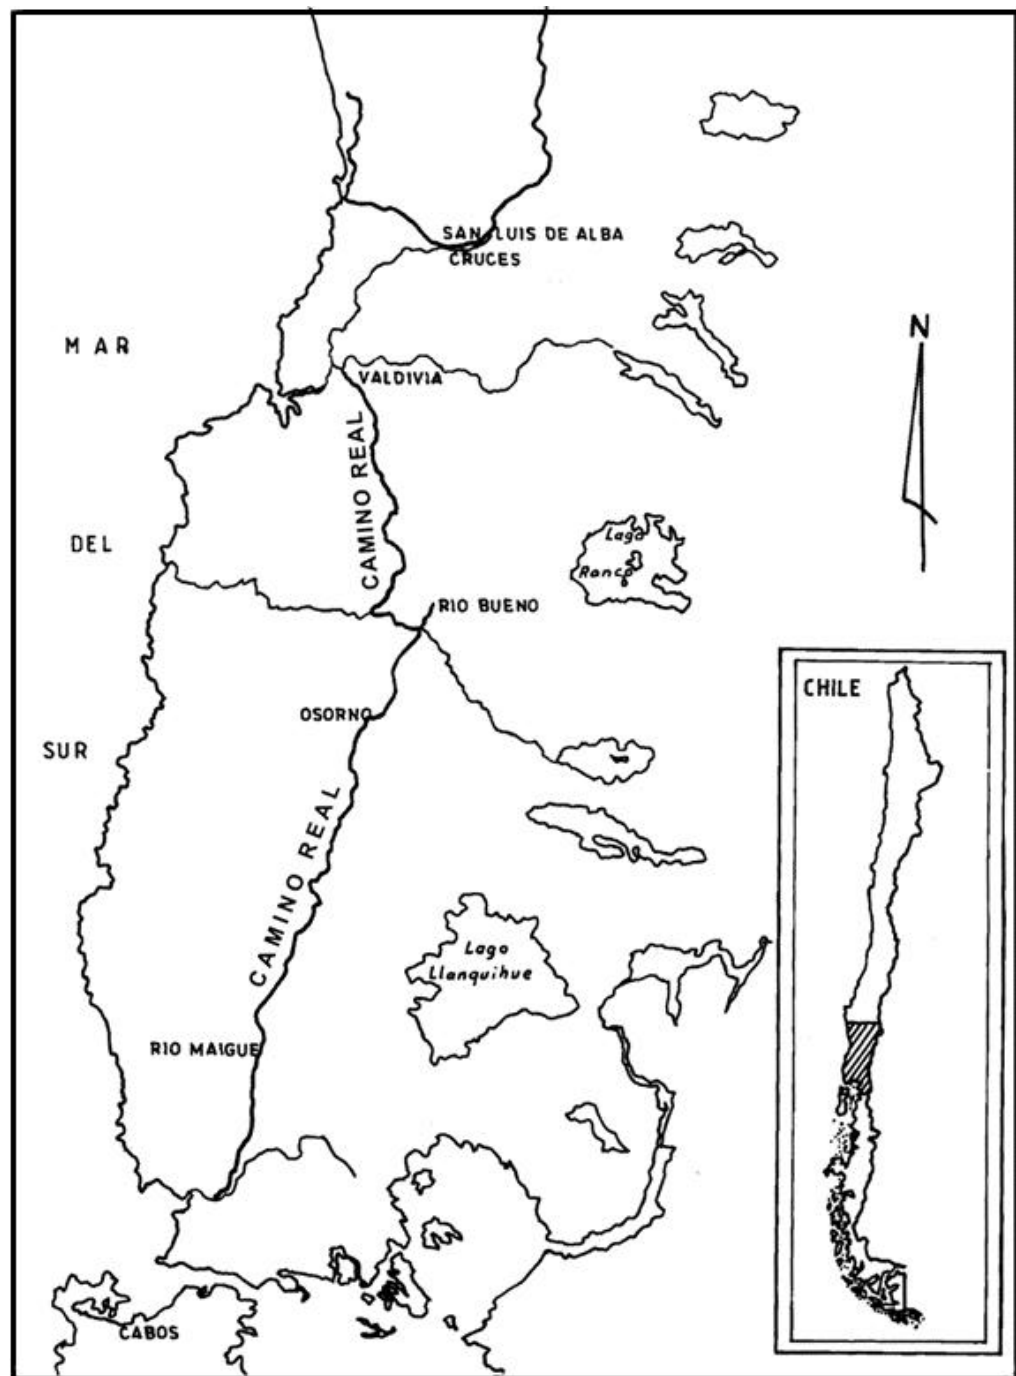 SAN LUIS DE ALBA
CRUCES
MAR
N
VALDIVIA
CAMINO REAL
Lago
Ranco
DEL
RIO BUENO
CHILE
OSORNO
SUR
CAMINO REAL
Lago
Llanquihue
RIO MAIGUE
CABOS